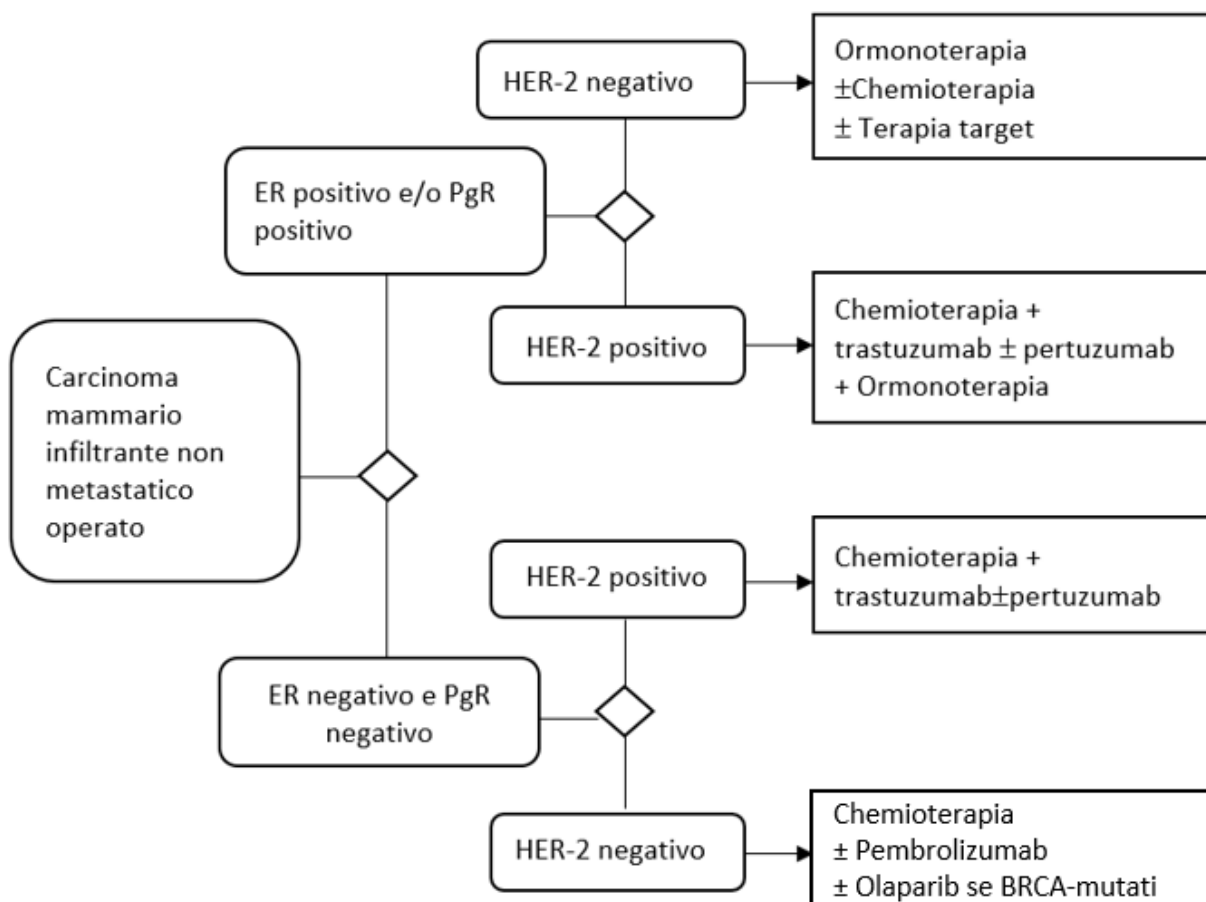 Carcinoma
mammario
infiltrante non
metastatico
operato
ER positivo e/o PgR
positivo
HER-2 negativo
Ormonoterapia
±Chemioterapia
± Terapia target
HER-2 positivo
Chemioterapia +
trastuzumab ± pertuzumab
+ Ormonoterapia
ER negativo e PgR
negativo
HER-2 positivo
Chemioterapia +
trastuzumab±pertuzumab
HER-2 negativo
Chemioterapia
± Pembrolizumab
± Olaparib se BRCA-mutati